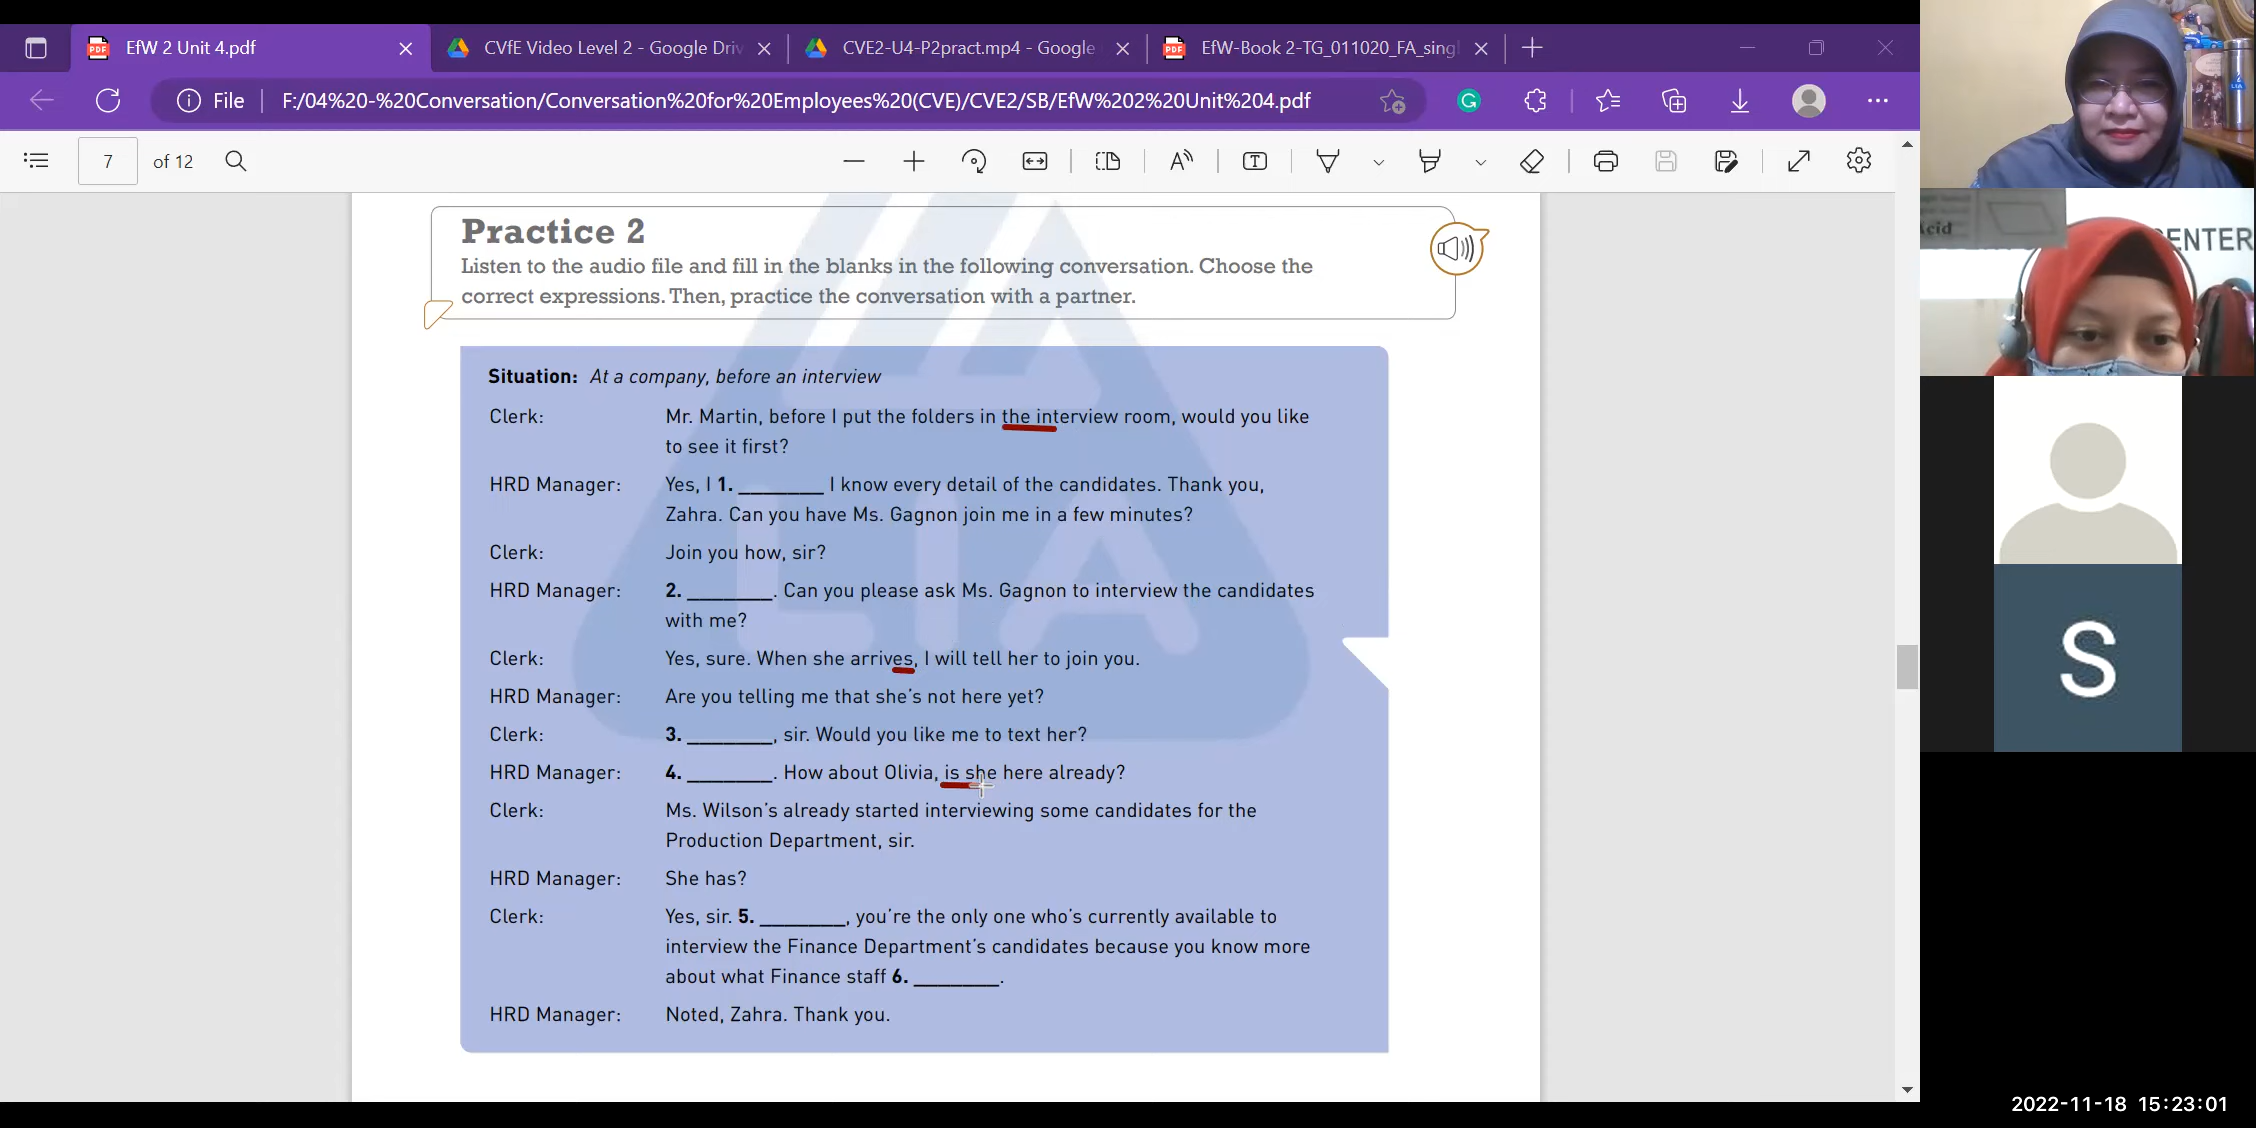 EfW 2 Unit 4.pdf
CVfE Video Level 2 - Google Driv
CVE2-U4-P2pract.mp4 - Google
EfW-Book 2-TG_011020_FA_singl
File
F:/04%20-%20Conversation/Conversation%20for%20Employees%20(CVE)/CVE2/SB/EfW%202%20Unit%204.pdf
7 of 12
Practice 2
Listen to the audio file and fill in the blanks in the following conversation. Choose the
correct expressions. Then, practice the conversation with a partner.
Situation: At a company, before an interview
Clerk: Mr. Martin, before I put the folders in the interview room, would you like
to see it first?
HRD Manager: Yes, I 1. ________ I know every detail of the candidates. Thank you,
Zahra. Can you have Ms. Gagnon join me in a few minutes?
Clerk: Join you how, sir?
HRD Manager: 2. ________. Can you please ask Ms. Gagnon to interview the candidates
with me?
Clerk: Yes, sure. When she arrives, I will tell her to join you.
HRD Manager: Are you telling me that she's not here yet?
Clerk: 3. ________, sir. Would you like me to text her?
HRD Manager: 4. ________. How about Olivia, is she here already?
Clerk: Ms. Wilson's already started interviewing some candidates for the
Production Department, sir.
HRD Manager: She has?
Clerk: Yes, sir. 5. ________, you're the only one who's currently available to
interview the Finance Department's candidates because you know more
about what Finance staff 6. ________.
HRD Manager: Noted, Zahra. Thank you.
LIA
LIA
ENTER
S
2022-11-18 15:23:01